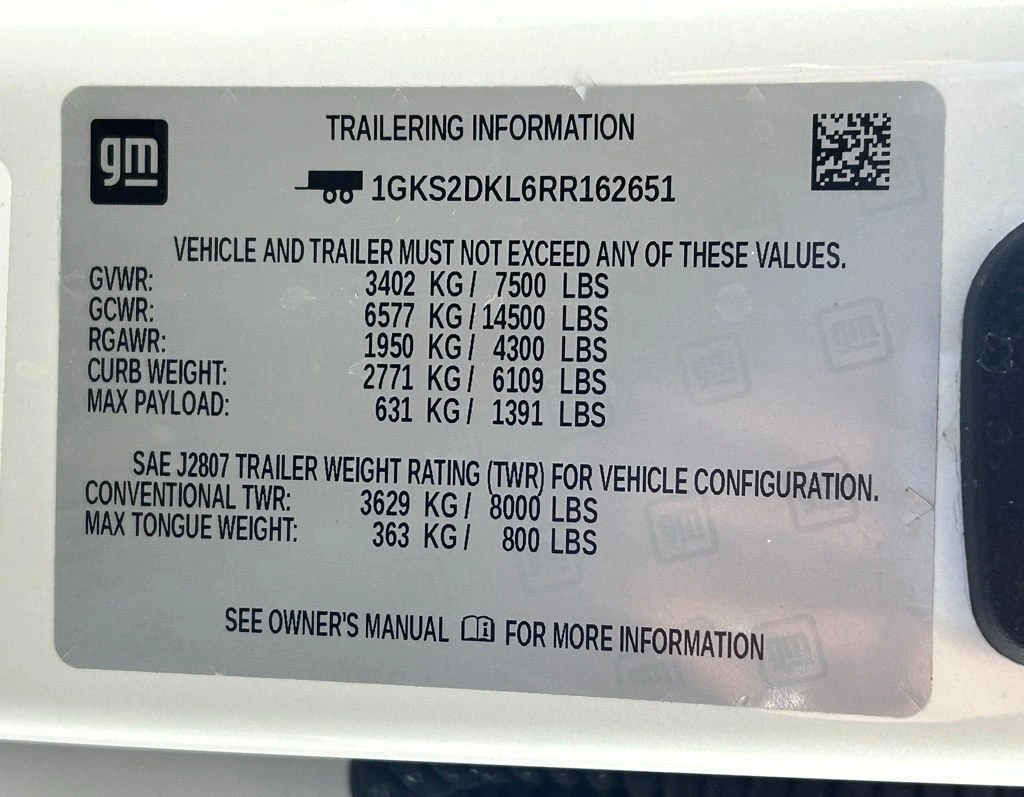 gm
TRAILERING INFORMATION
1GKS2DKL6RR162651
VEHICLE AND TRAILER MUST NOT EXCEED ANY OF THESE VALUES.
GVWR: 3402 KG / 7500 LBS
GCWR: 6577 KG / 14500 LBS
RGAWR: 1950 KG / 4300 LBS
CURB WEIGHT: 2771 KG / 6109 LBS
MAX PAYLOAD: 631 KG / 1391 LBS
SAE J2807 TRAILER WEIGHT RATING (TWR) FOR VEHICLE CONFIGURATION.
CONVENTIONAL TWR: 3629 KG / 8000 LBS
MAX TONGUE WEIGHT: 363 KG / 800 LBS
SEE OWNER'S MANUAL FOR MORE INFORMATION